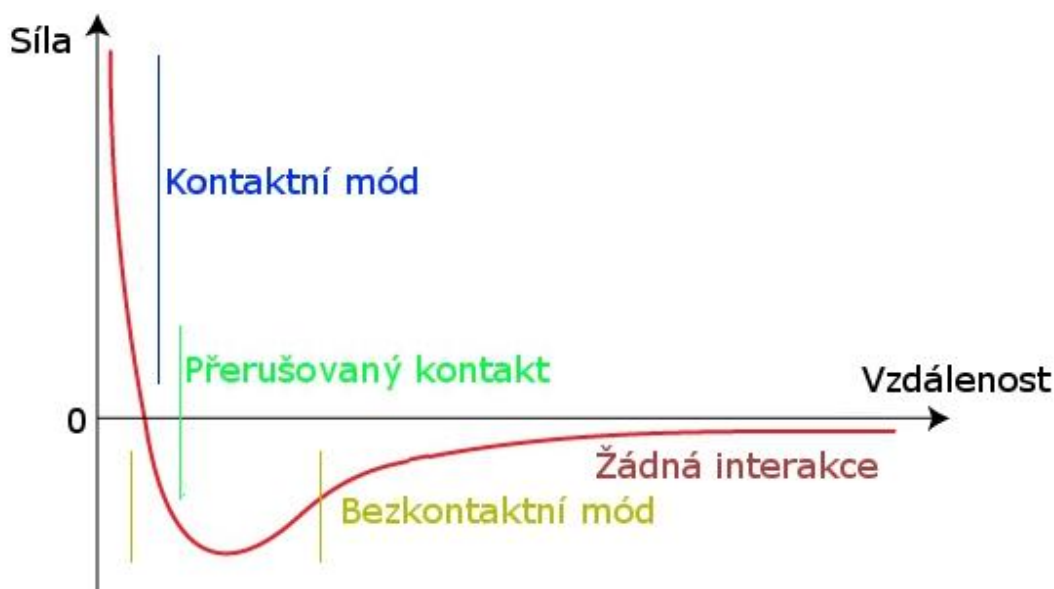 Síla
Kontaktní mód
Přerušovaný kontakt
Vzdálenost
0
Žádná interakce
Bezkontaktní mód